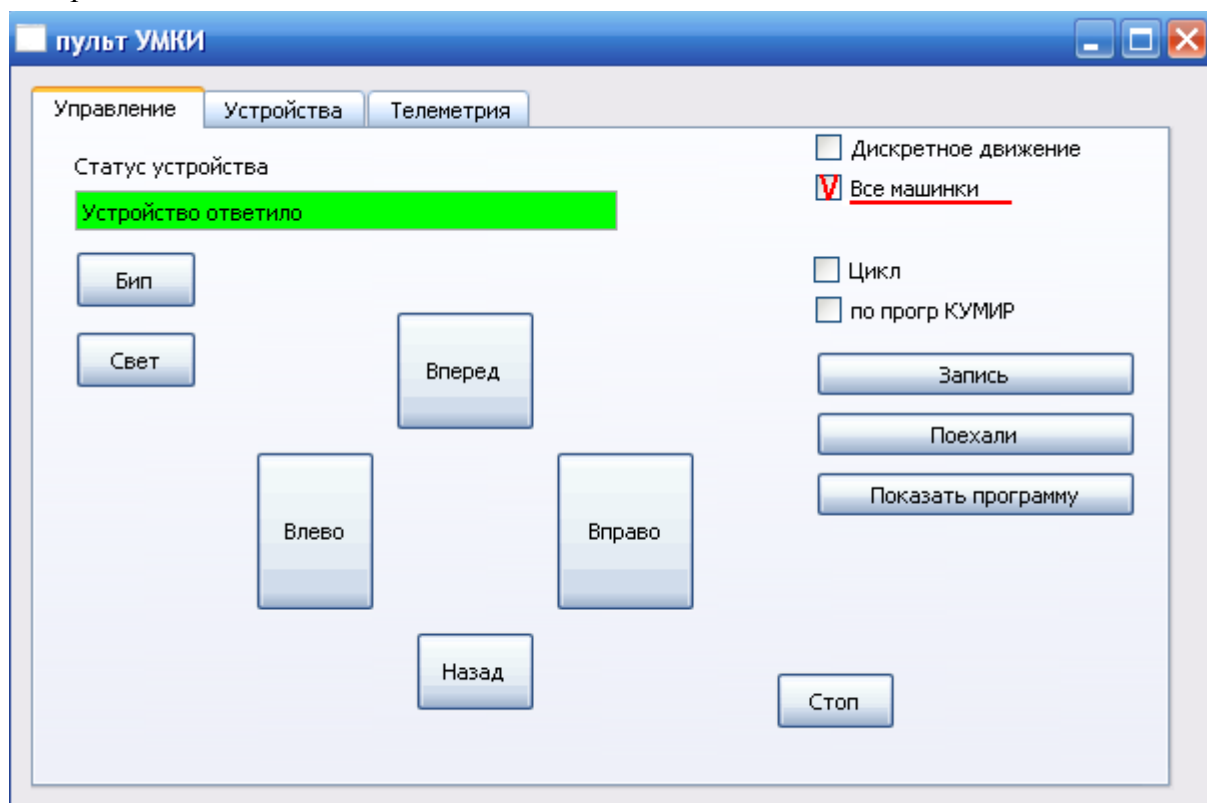 пульт УМКИ
Управление Устройства Телеметрия
Статус устройства
Устройство ответило
Дискретное движение
Все машинки
Цикл
по прогр КУМИР
Бип
Свет
Вперед
Влево
Вправо
Назад
Запись
Поехали
Показать программу
Стоп